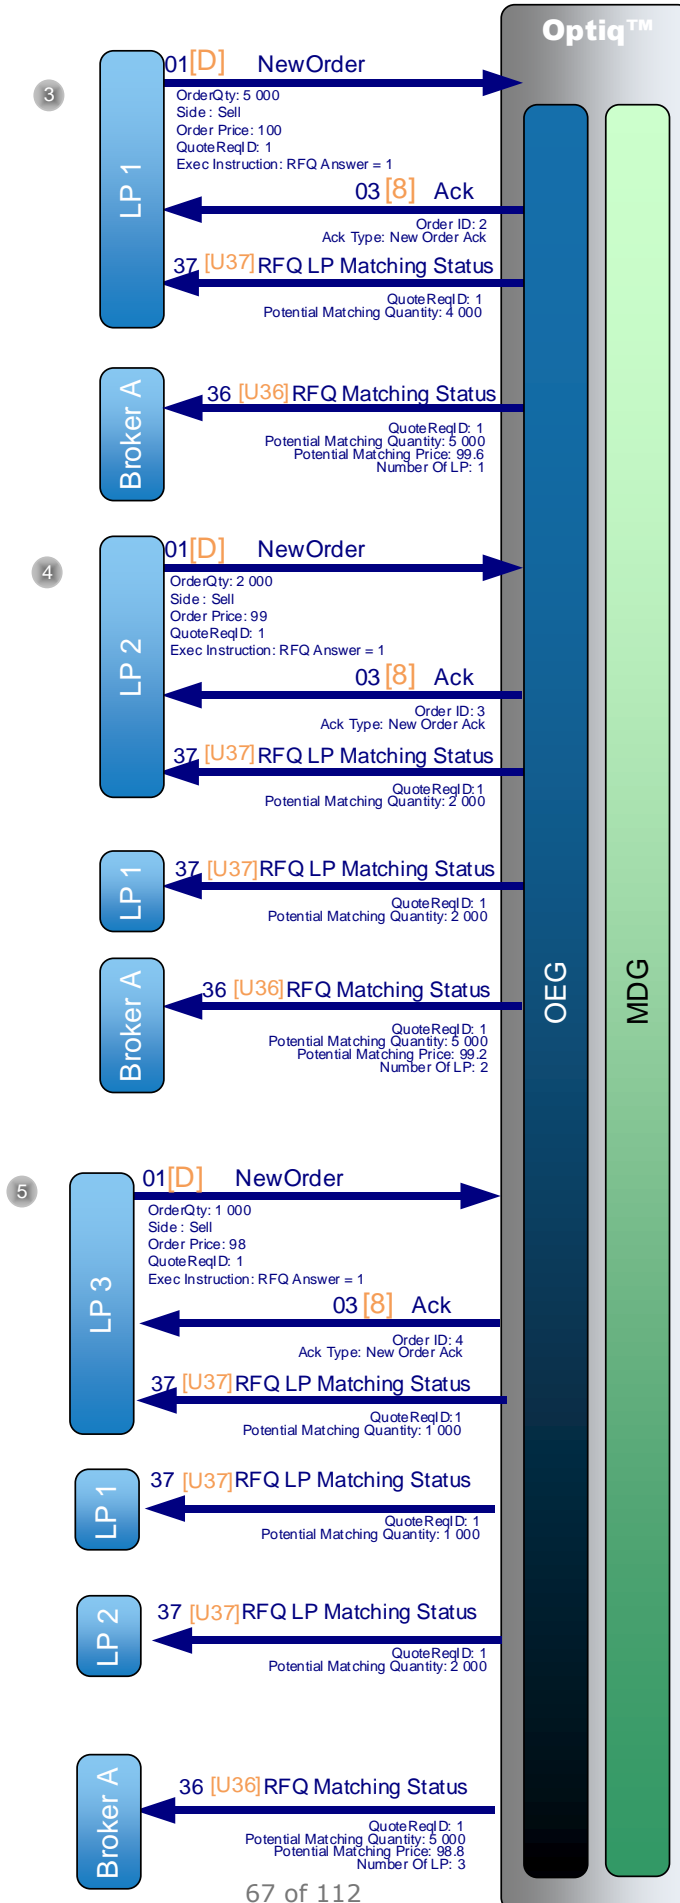 Optiq™
3
LP 1
01[D] NewOrder
OrderQty: 5 000
Side : Sell
Order Price: 100
QuoteReqID: 1
Exec Instruction: RFQ Answer = 1
03 [8] Ack
Order ID: 2
Ack Type: New Order Ack
37 [U37] RFQ LP Matching Status
QuoteReqID: 1
Potential Matching Quantity: 4 000
Broker A
36 [U36] RFQ Matching Status
QuoteReqID: 1
Potential Matching Quantity: 5 000
Potential Matching Price: 99.6
Number Of LP: 1
4
LP 2
01[D] NewOrder
OrderQty: 2 000
Side : Sell
Order Price: 99
QuoteReqID: 1
Exec Instruction: RFQ Answer = 1
03 [8] Ack
Order ID: 3
Ack Type: New Order Ack
37 [U37] RFQ LP Matching Status
QuoteReqID:1
Potential Matching Quantity: 2 000
LP 1
37 [U37] RFQ LP Matching Status
QuoteReqID: 1
Potential Matching Quantity: 2 000
Broker A
36 [U36] RFQ Matching Status
QuoteReqID: 1
Potential Matching Quantity: 5 000
Potential Matching Price: 99.2
Number Of LP: 2
OEG
MDG
5
LP 3
01[D] NewOrder
OrderQty: 1 000
Side : Sell
Order Price: 98
QuoteReqID: 1
Exec Instruction: RFQ Answer = 1
03 [8] Ack
Order ID: 4
Ack Type: New Order Ack
37 [U37] RFQ LP Matching Status
QuoteReqID:1
Potential Matching Quantity: 1 000
LP 1
37 [U37] RFQ LP Matching Status
QuoteReqID: 1
Potential Matching Quantity: 1 000
LP 2
37 [U37] RFQ LP Matching Status
QuoteReqID: 1
Potential Matching Quantity: 2 000
Broker A
36 [U36] RFQ Matching Status
QuoteReqID: 1
Potential Matching Quantity: 5 000
Potential Matching Price: 98.8
Number Of LP: 3
67 of 112